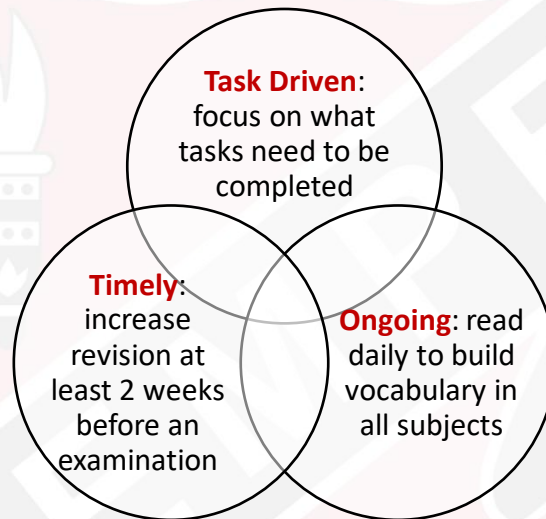 Task Driven:
focus on what
tasks need to be
completed
Timely:
increase
revision at
least 2 weeks
before an
examination
Ongoing: read
daily to build
vocabulary in
all subjects